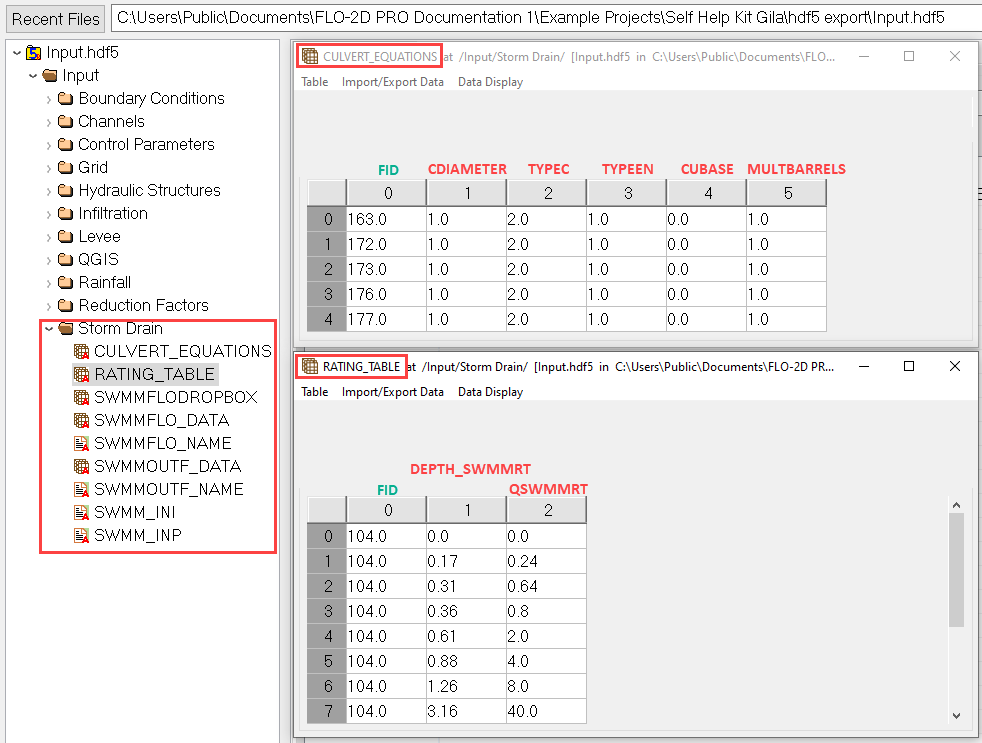 Recent Files C:\Users\Public\Documents\FLO-2D PRO Documentation 1\Example Projects\Self Help Kit Gila\hdf5 export\Input.hdf5
Input.hdf5
Input
Boundary Conditions
Channels
Control Parameters
Grid
Hydraulic Structures
Infiltration
Levee
QGIS
Rainfall
Reduction Factors
Storm Drain
CULVERT_EQUATIONS
RATING_TABLE
SWMMFLODROPBOX
SWMMFLO_DATA
SWMMFLO_NAME
SWMMOUTF_DATA
SWMMOUTF_NAME
SWMM_INI
SWMM_INP
CULVERT_EQUATIONS at /Input/Storm Drain/ [Input.hdf5 in C:\Users\Public\Documents\FLO...
Table Import/Export Data Data Display
FID CDIAMETER TYPEC TYPEEN CUBASE MULTBARRELS
0 1 2 3 4 5
0 163.0 1.0 2.0 1.0 0.0 1.0
1 172.0 1.0 2.0 1.0 0.0 1.0
2 173.0 1.0 2.0 1.0 0.0 1.0
3 176.0 1.0 2.0 1.0 0.0 1.0
4 177.0 1.0 2.0 1.0 0.0 1.0
RATING_TABLE at /Input/Storm Drain/ [Input.hdf5 in C:\Users\Public\Documents\FLO-2D PR...
Table Import/Export Data Data Display
DEPTH_SWMMRT
FID QSWMMRT
0 1 2
0 104.0 0.0 0.0
1 104.0 0.17 0.24
2 104.0 0.31 0.64
3 104.0 0.36 0.8
4 104.0 0.61 2.0
5 104.0 0.88 4.0
6 104.0 1.26 8.0
7 104.0 3.16 40.0